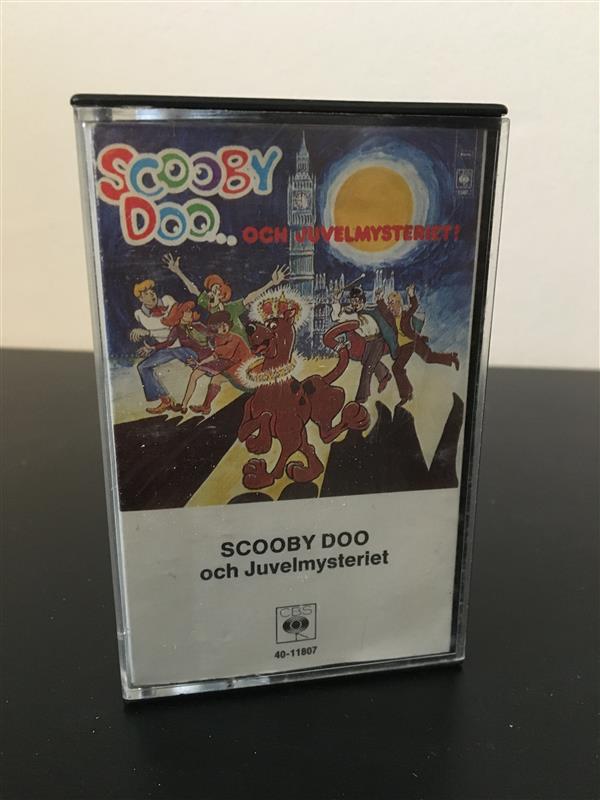 SCOOBY
DOO..
OCH JUVELMYSTERIET!
SCOOBY DOO
och Juvelmysteriet
CBS
40-11807